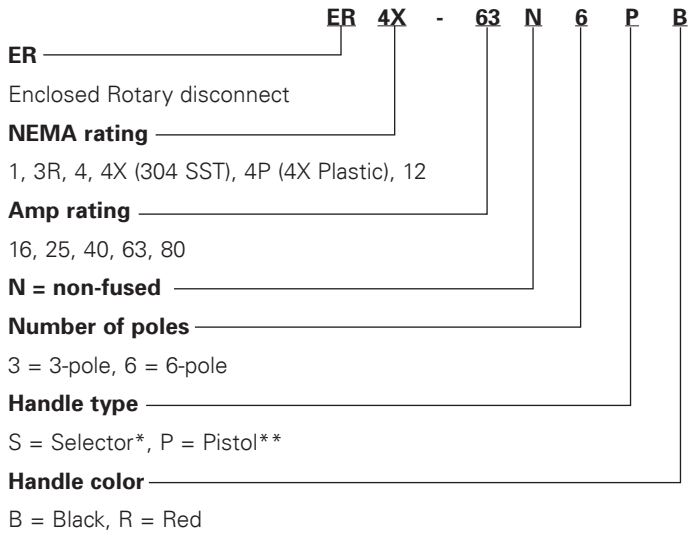 ER 4X - 63 N 6 P B
ER
Enclosed Rotary disconnect
NEMA rating
1, 3R, 4, 4X (304 SST), 4P (4X Plastic), 12
Amp rating
16, 25, 40, 63, 80
N = non-fused
Number of poles
3 = 3-pole, 6 = 6-pole
Handle type
S = Selector*, P = Pistol**
Handle color
B = Black, R = Red